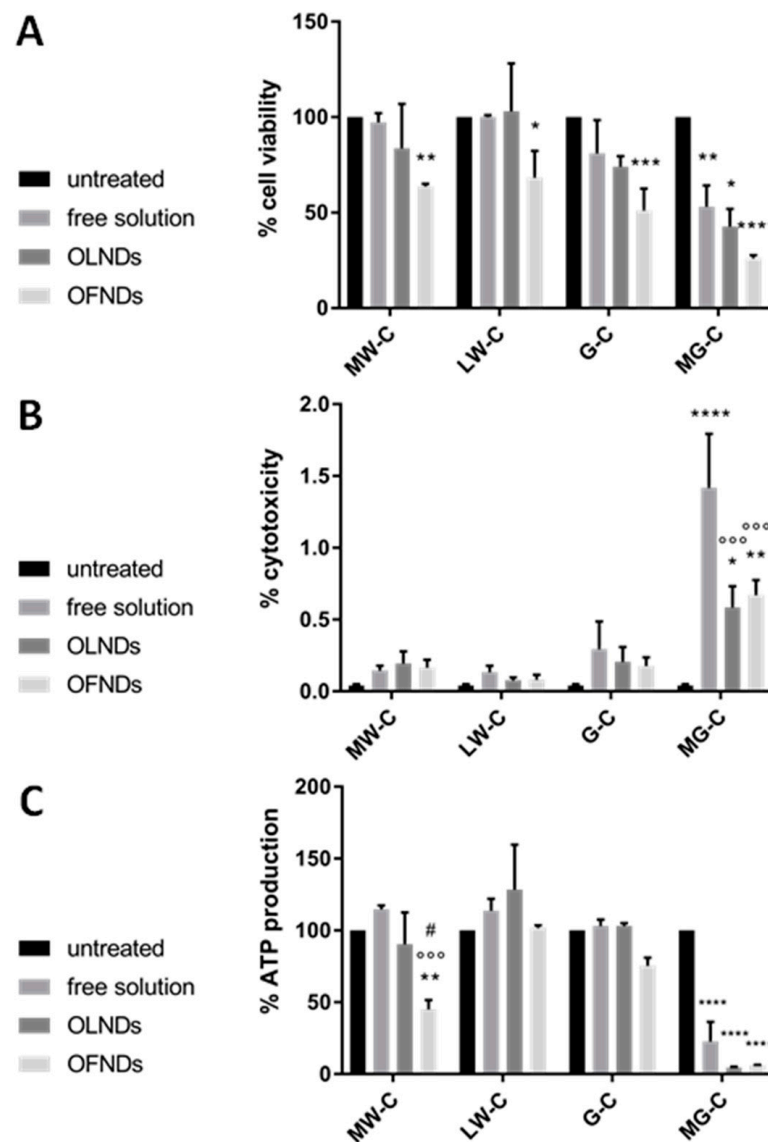 A
150
100
50
0
% cell viability
untreated
free solution
OLNDs
OFNDs
**
*
***
**
*
****
MW-C
LW-C
G-C
MG-C
B
2.0
1.5
1.0
0.5
0.0
% cytotoxicity
untreated
free solution
OLNDs
OFNDs
****
°°°
*
°°°
**
MW-C
LW-C
G-C
MG-C
C
200
150
100
50
0
% ATP production
untreated
free solution
OLNDs
OFNDs
#
°°°
**
****
****
****
MW-C
LW-C
G-C
MG-C